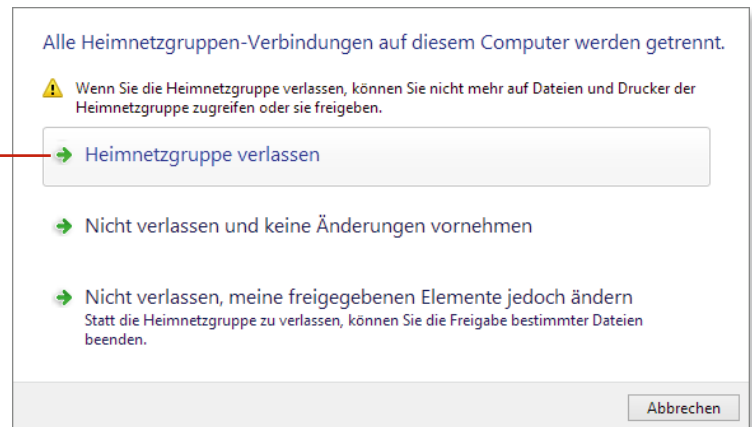 Alle Heimnetzgruppen-Verbindungen auf diesem Computer werden getrennt.
Wenn Sie die Heimnetzgruppe verlassen, können Sie nicht mehr auf Dateien und Drucker der
Heimnetzgruppe zugreifen oder sie freigeben.
Heimnetzgruppe verlassen
Nicht verlassen und keine Änderungen vornehmen
Nicht verlassen, meine freigegebenen Elemente jedoch ändern
Statt die Heimnetzgruppe zu verlassen, können Sie die Freigabe bestimmter Dateien
beenden.
Abbrechen